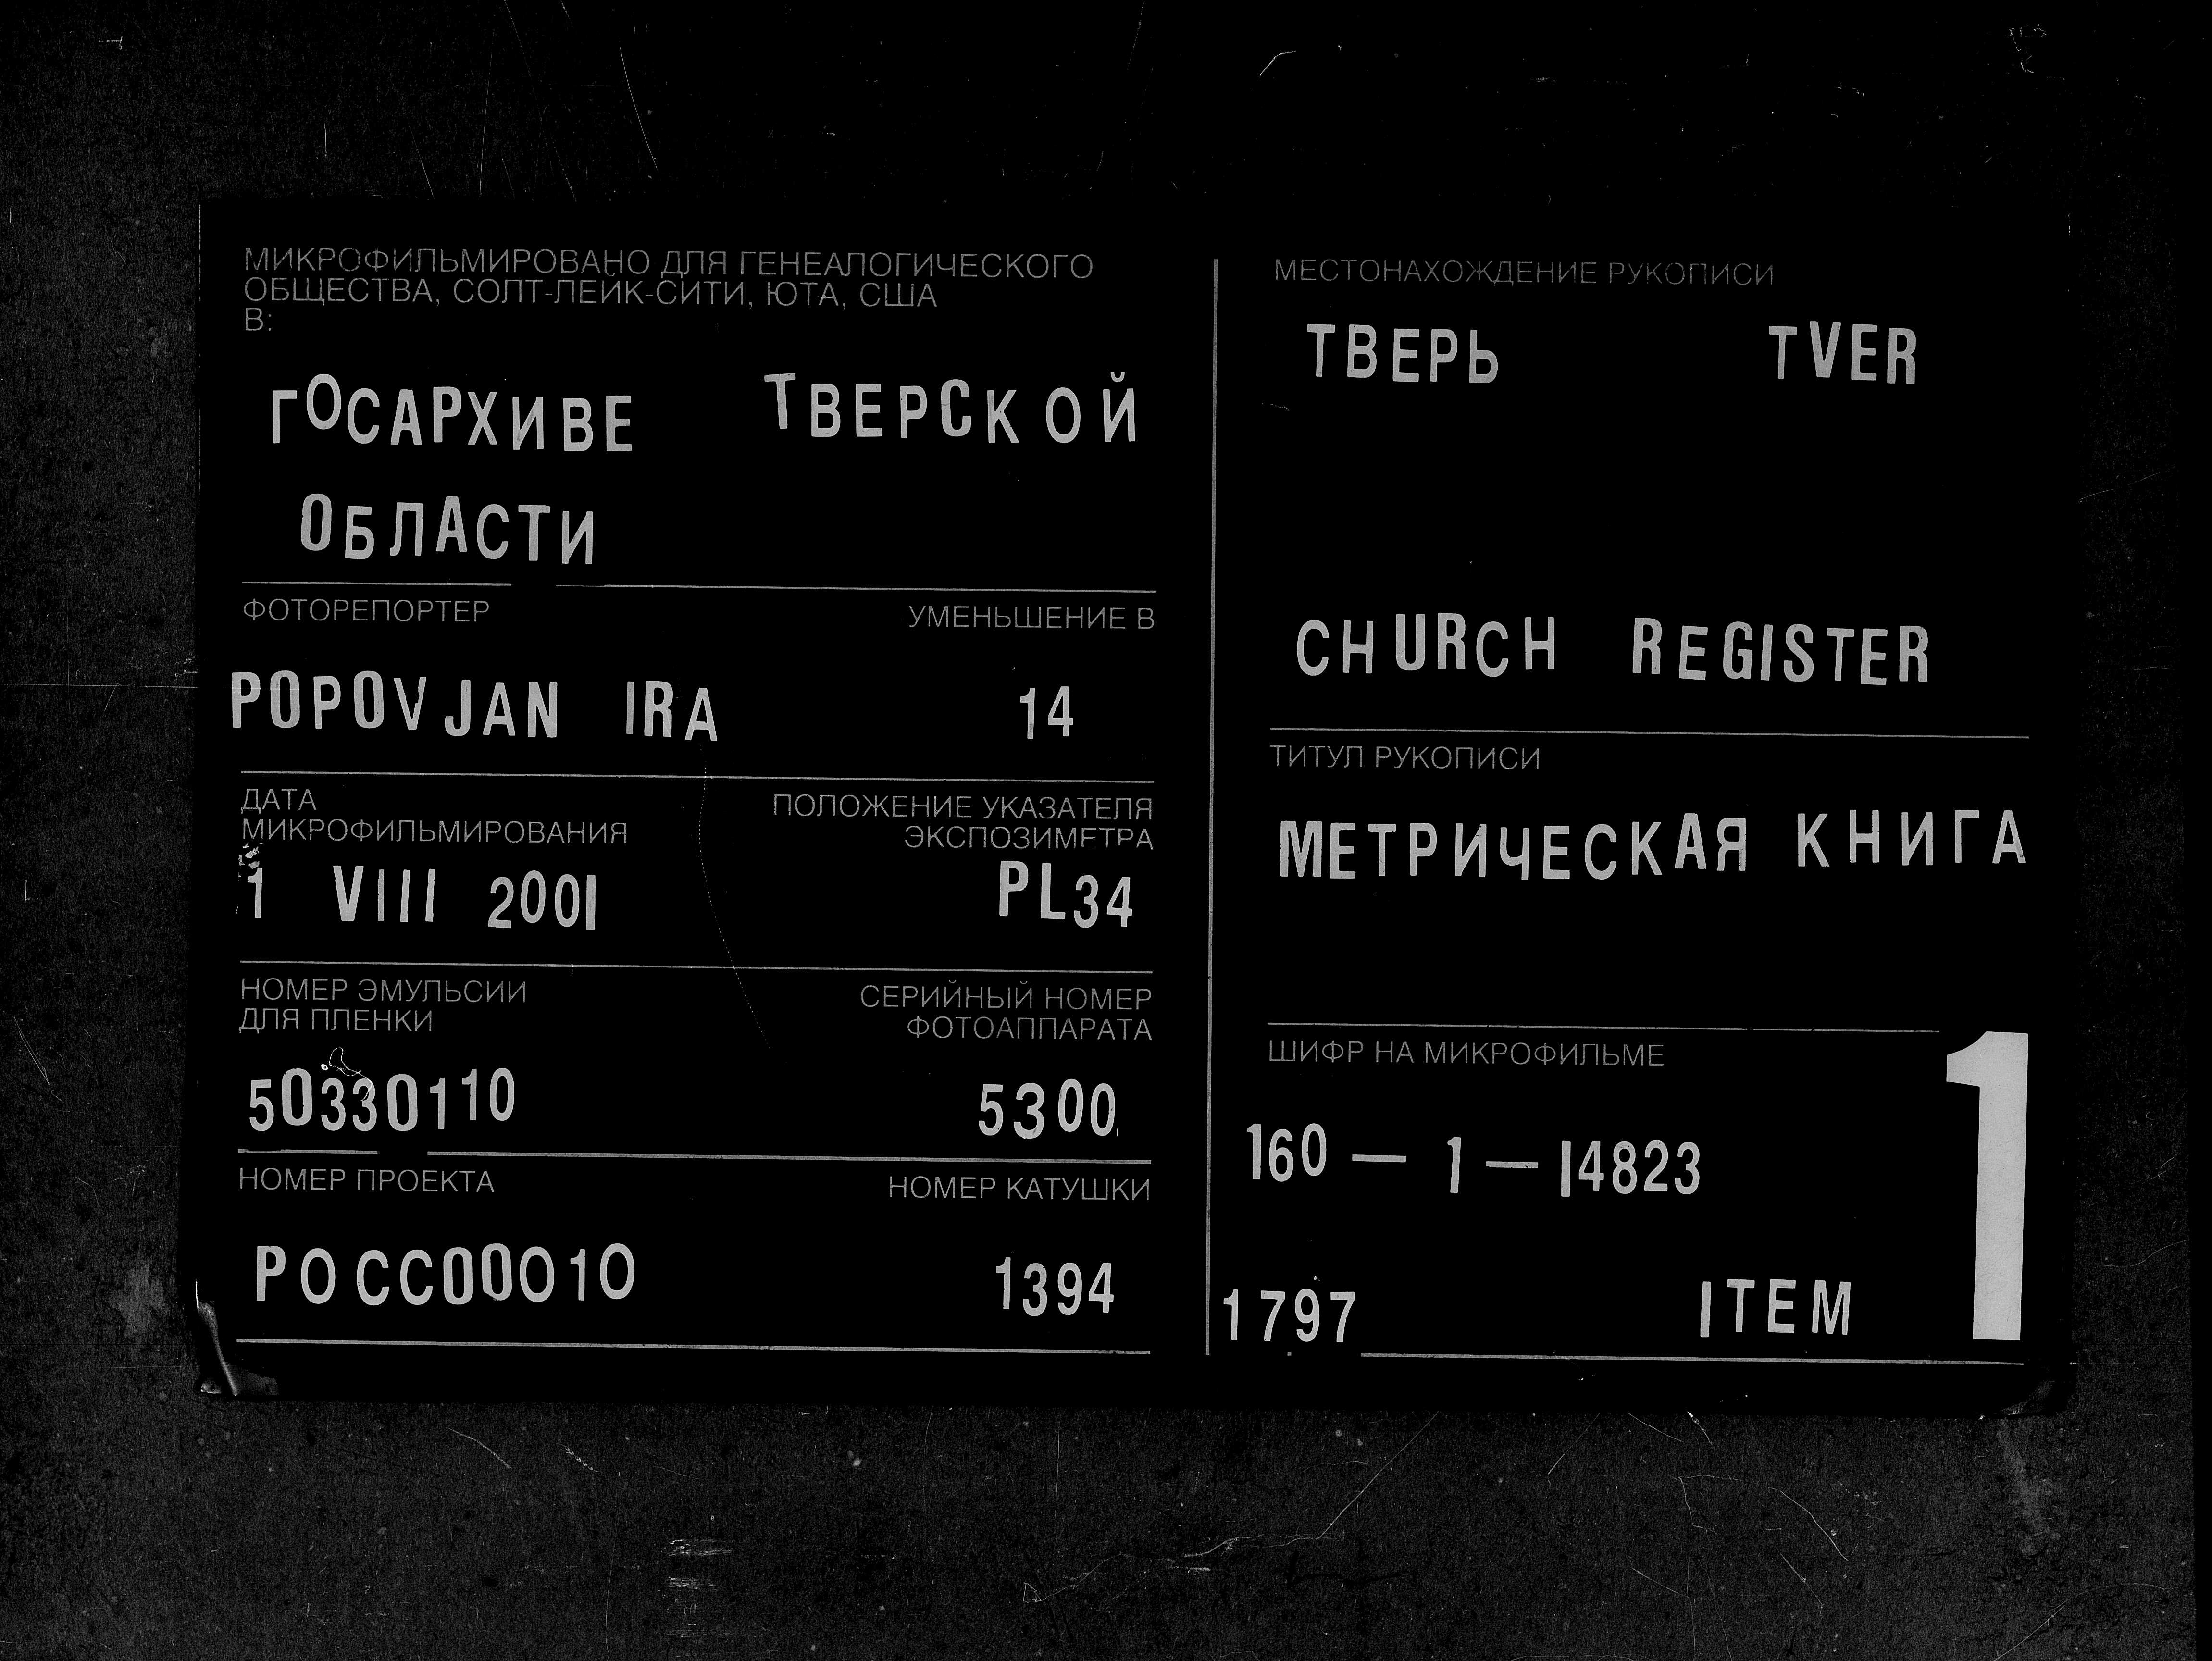 МИКРОФИЛЬМИРОВАНО ДЛЯ ГЕНЕАЛОГИЧЕСКОГО
ОБЩЕСТВА, СОЛТ-ЛЕЙК-СИТИ, ЮТА, США
В:
ГОСАРХИВЕ ТВЕРСКОЙ
ОБЛАСТИ
ФОТОРЕПОРТЕР УМЕНЬШЕНИЕ В
POPOVJAN IRA 14
ДАТА
МИКРОФИЛЬМИРОВАНИЯ
ПОЛОЖЕНИЕ УКАЗАТЕЛЯ
ЭКСПОЗИМЕТРА
1 VIII 2001 PL34
НОМЕР ЭМУЛЬСИИ
ДЛЯ ПЛЕНКИ
СЕРИЙНЫЙ НОМЕР
ФОТОАППАРАТА
50330110 5300
НОМЕР ПРОЕКТА НОМЕР КАТУШКИ
РОСС00010 1394
МЕСТОНАХОЖДЕНИЕ РУКОПИСИ
ТВЕРЬ TVER
CHURCH REGISTER
ТИТУЛ РУКОПИСИ
МЕТРИЧЕСКАЯ КНИГА
ШИФР НА МИКРОФИЛЬМЕ
160 — 1 — 14823
1797 ITEM 1